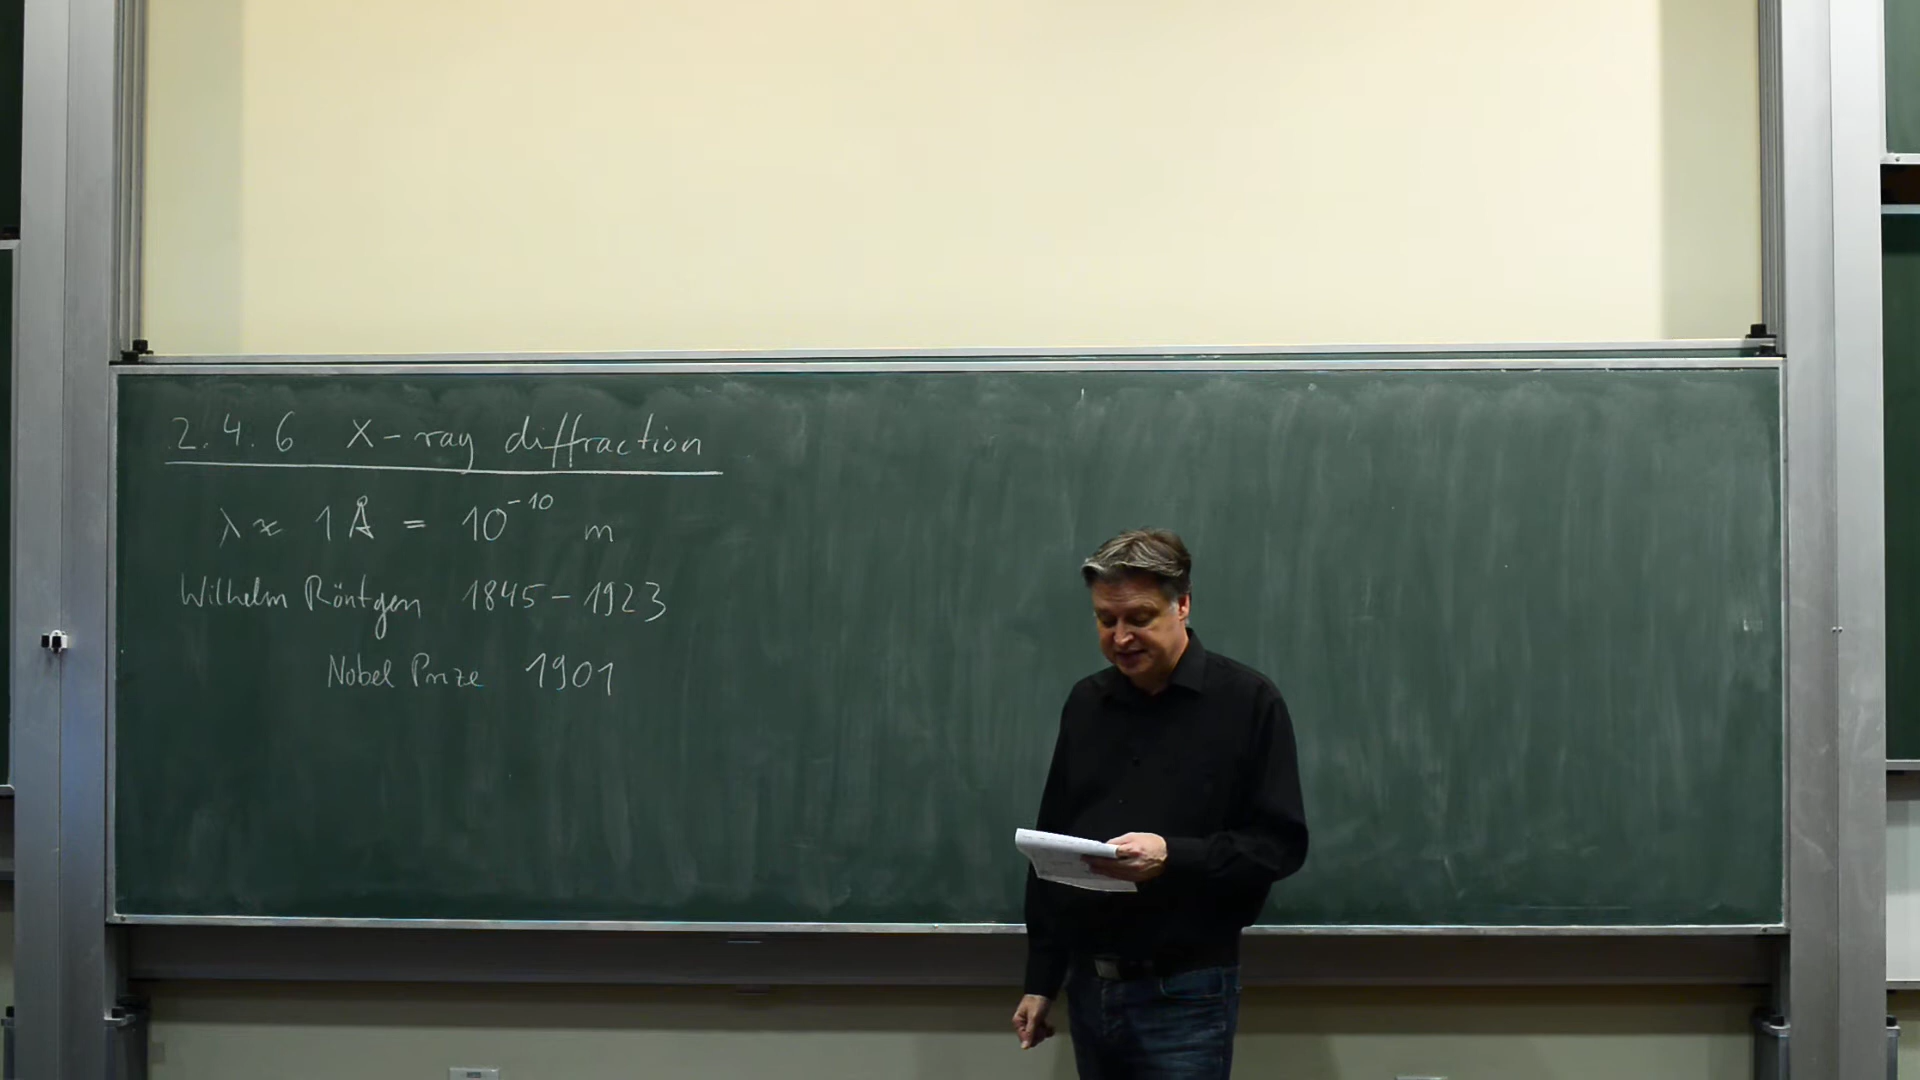 2.4.6 X-ray diffraction
λ ≈ 1 Å = 10⁻¹⁰ m
Wilhelm Röntgen 1845 – 1923
Nobel Prize 1901